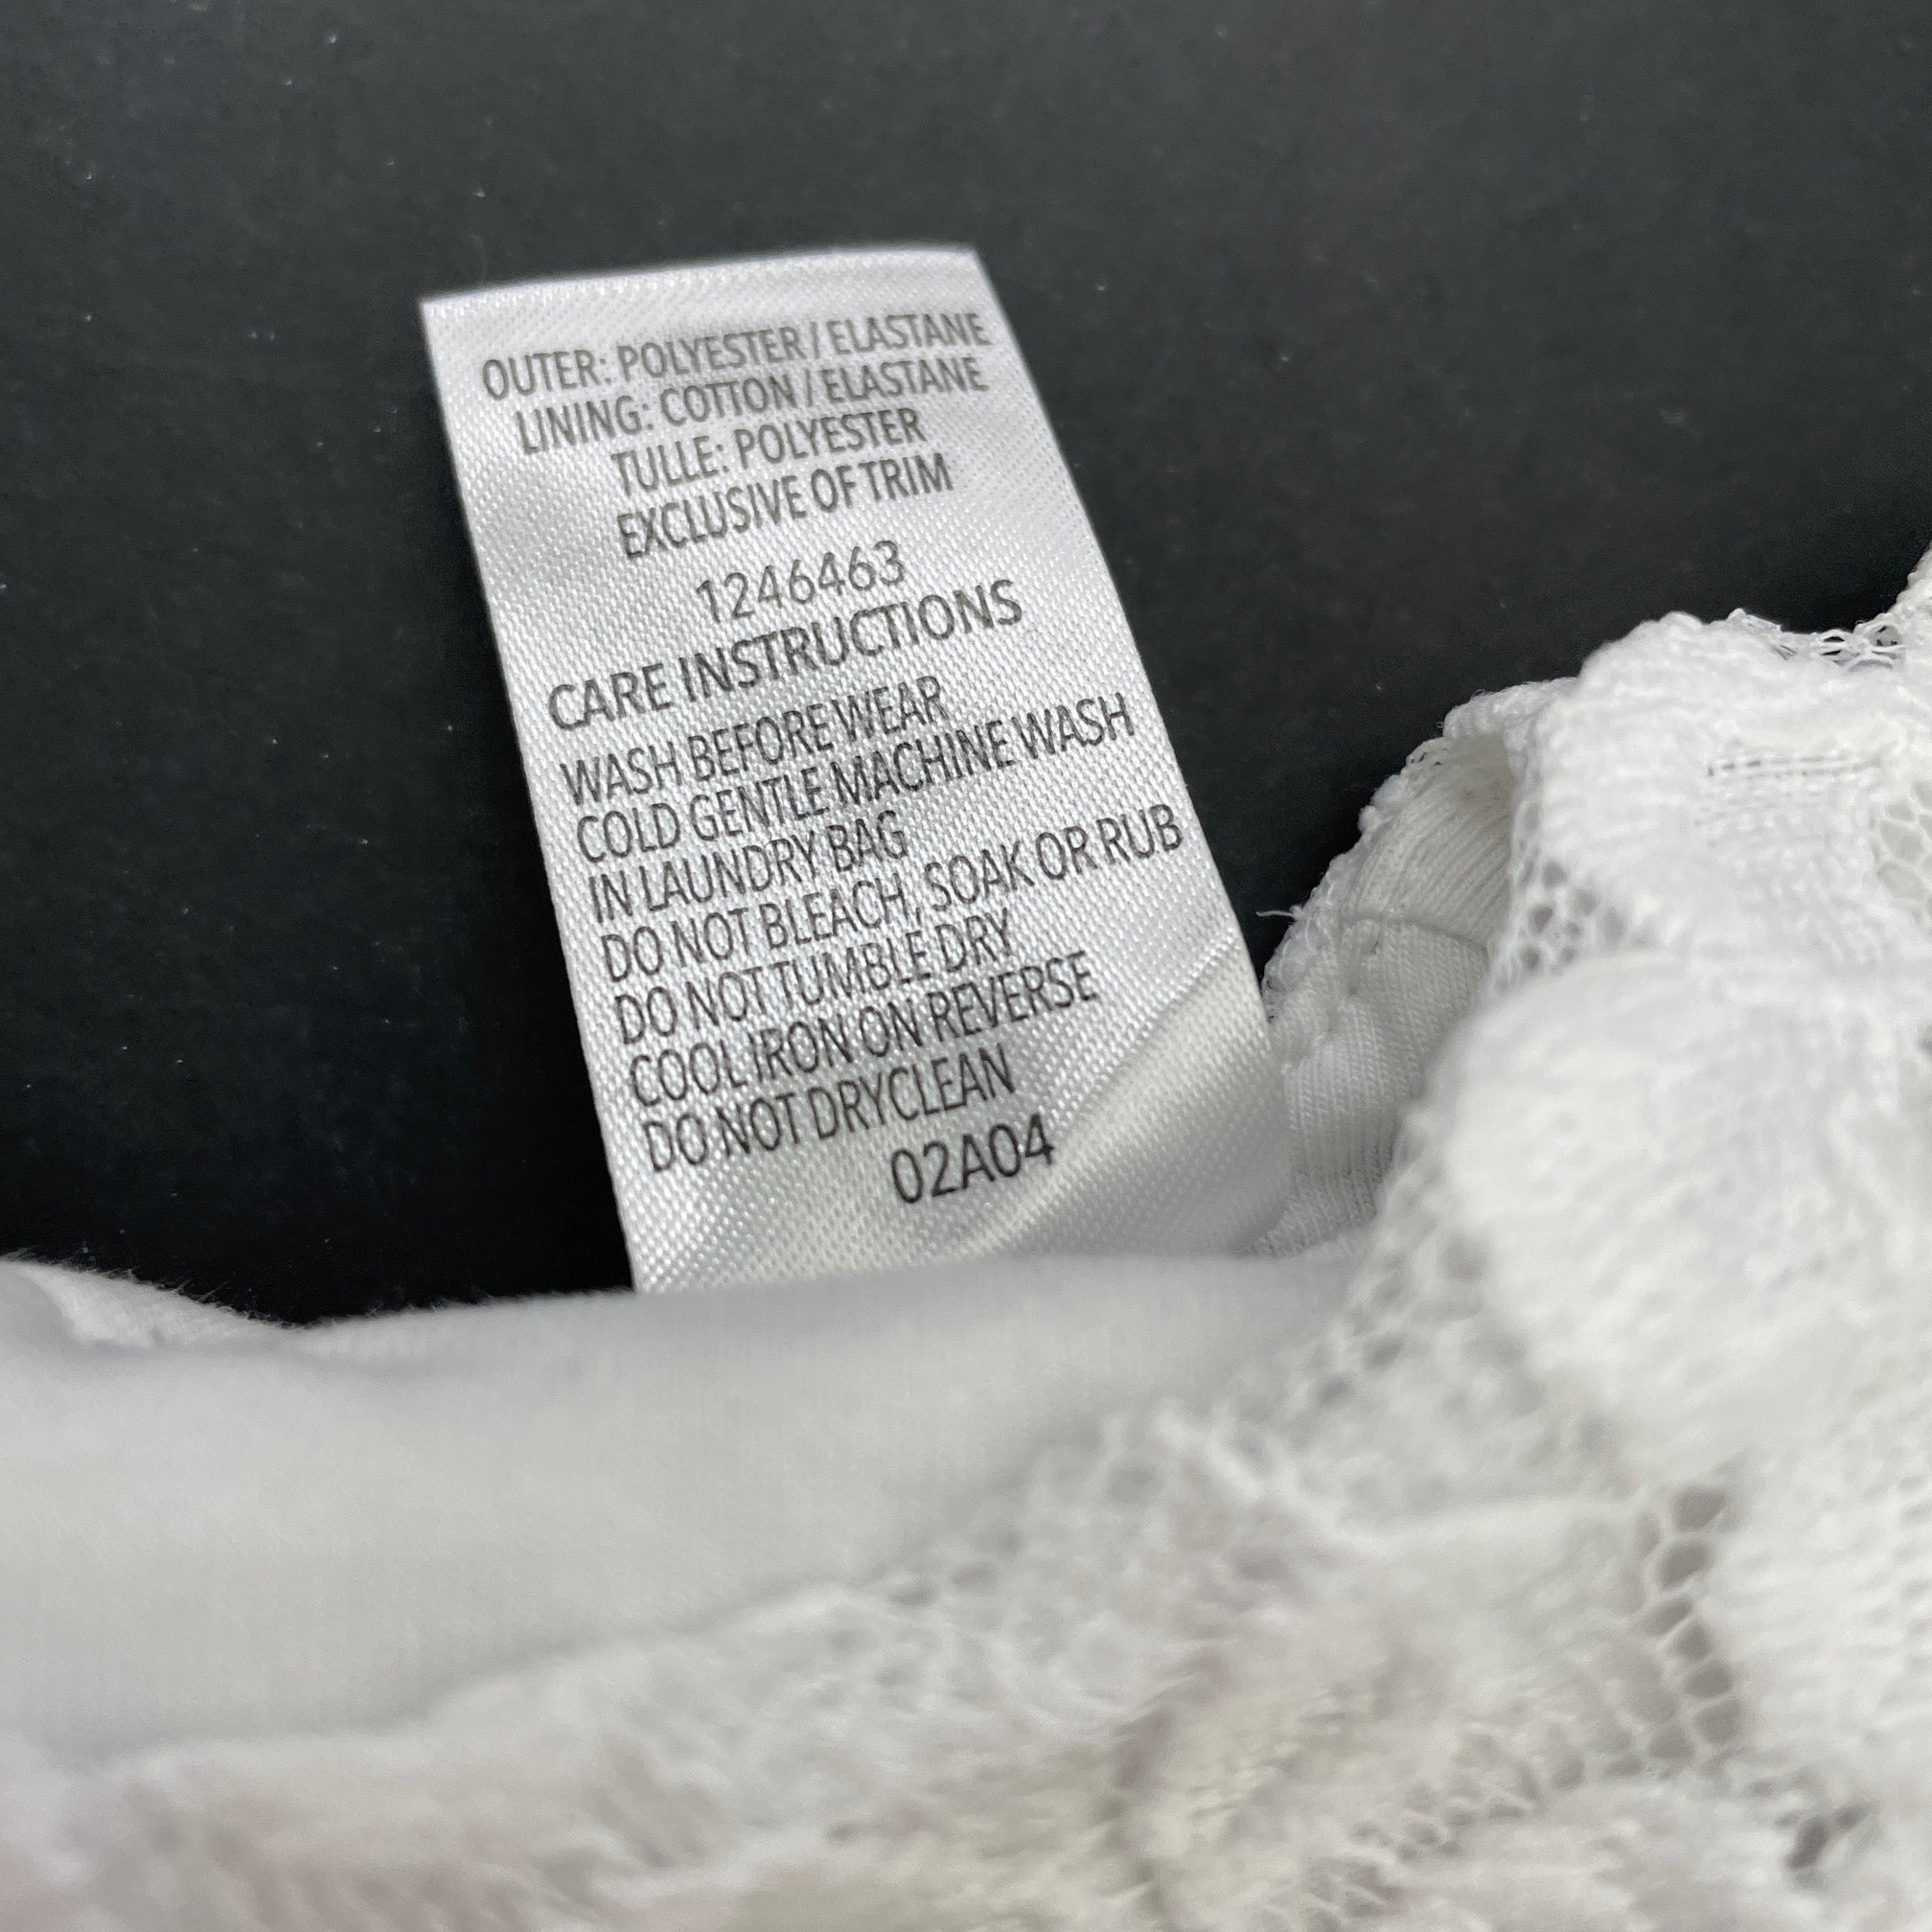 OUTER: POLYESTER / ELASTANE
LINING: COTTON / ELASTANE
TULLE: POLYESTER
EXCLUSIVE OF TRIM
1246463
CARE INSTRUCTIONS
WASH BEFORE WEAR
COLD GENTLE MACHINE WASH
IN LAUNDRY BAG
DO NOT BLEACH, SOAK OR RUB
DO NOT TUMBLE DRY
COOL IRON ON REVERSE
DO NOT DRYCLEAN
02A04